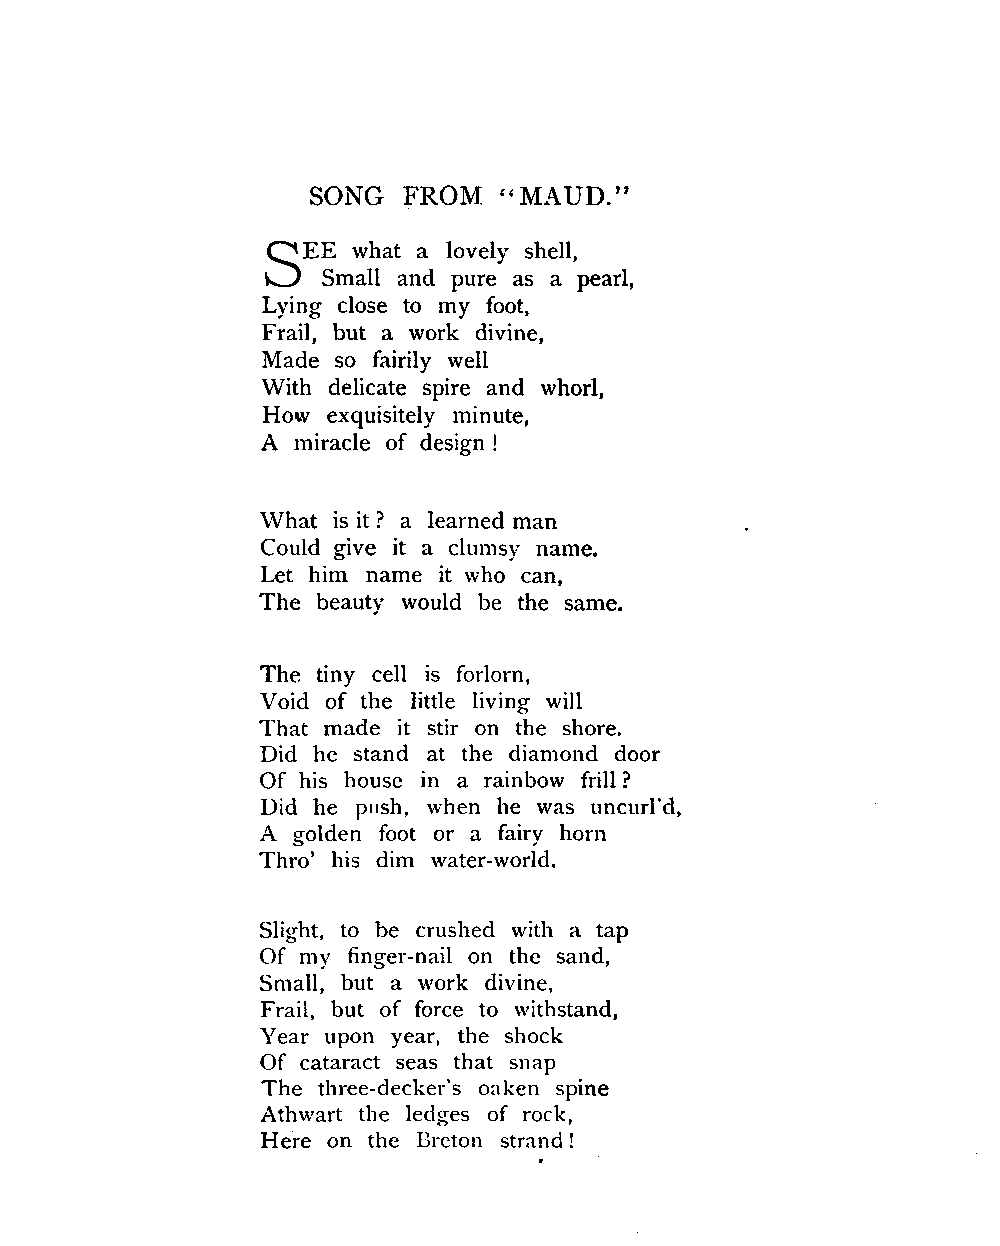 SONG FROM "MAUD."
SEE what a lovely shell,
Small and pure as a pearl,
Lying close to my foot,
Frail, but a work divine,
Made so fairily well
With delicate spire and whorl,
How exquisitely minute,
A miracle of design!
What is it? a learned man
Could give it a clumsy name.
Let him name it who can,
The beauty would be the same.
The tiny cell is forlorn,
Void of the little living will
That made it stir on the shore.
Did he stand at the diamond door
Of his house in a rainbow frill?
Did he push, when he was uncurl'd,
A golden foot or a fairy horn
Thro' his dim water-world.
Slight, to be crushed with a tap
Of my finger-nail on the sand,
Small, but a work divine,
Frail, but of force to withstand,
Year upon year, the shock
Of cataract seas that snap
The three-decker's oaken spine
Athwart the ledges of rock,
Here on the Breton strand!